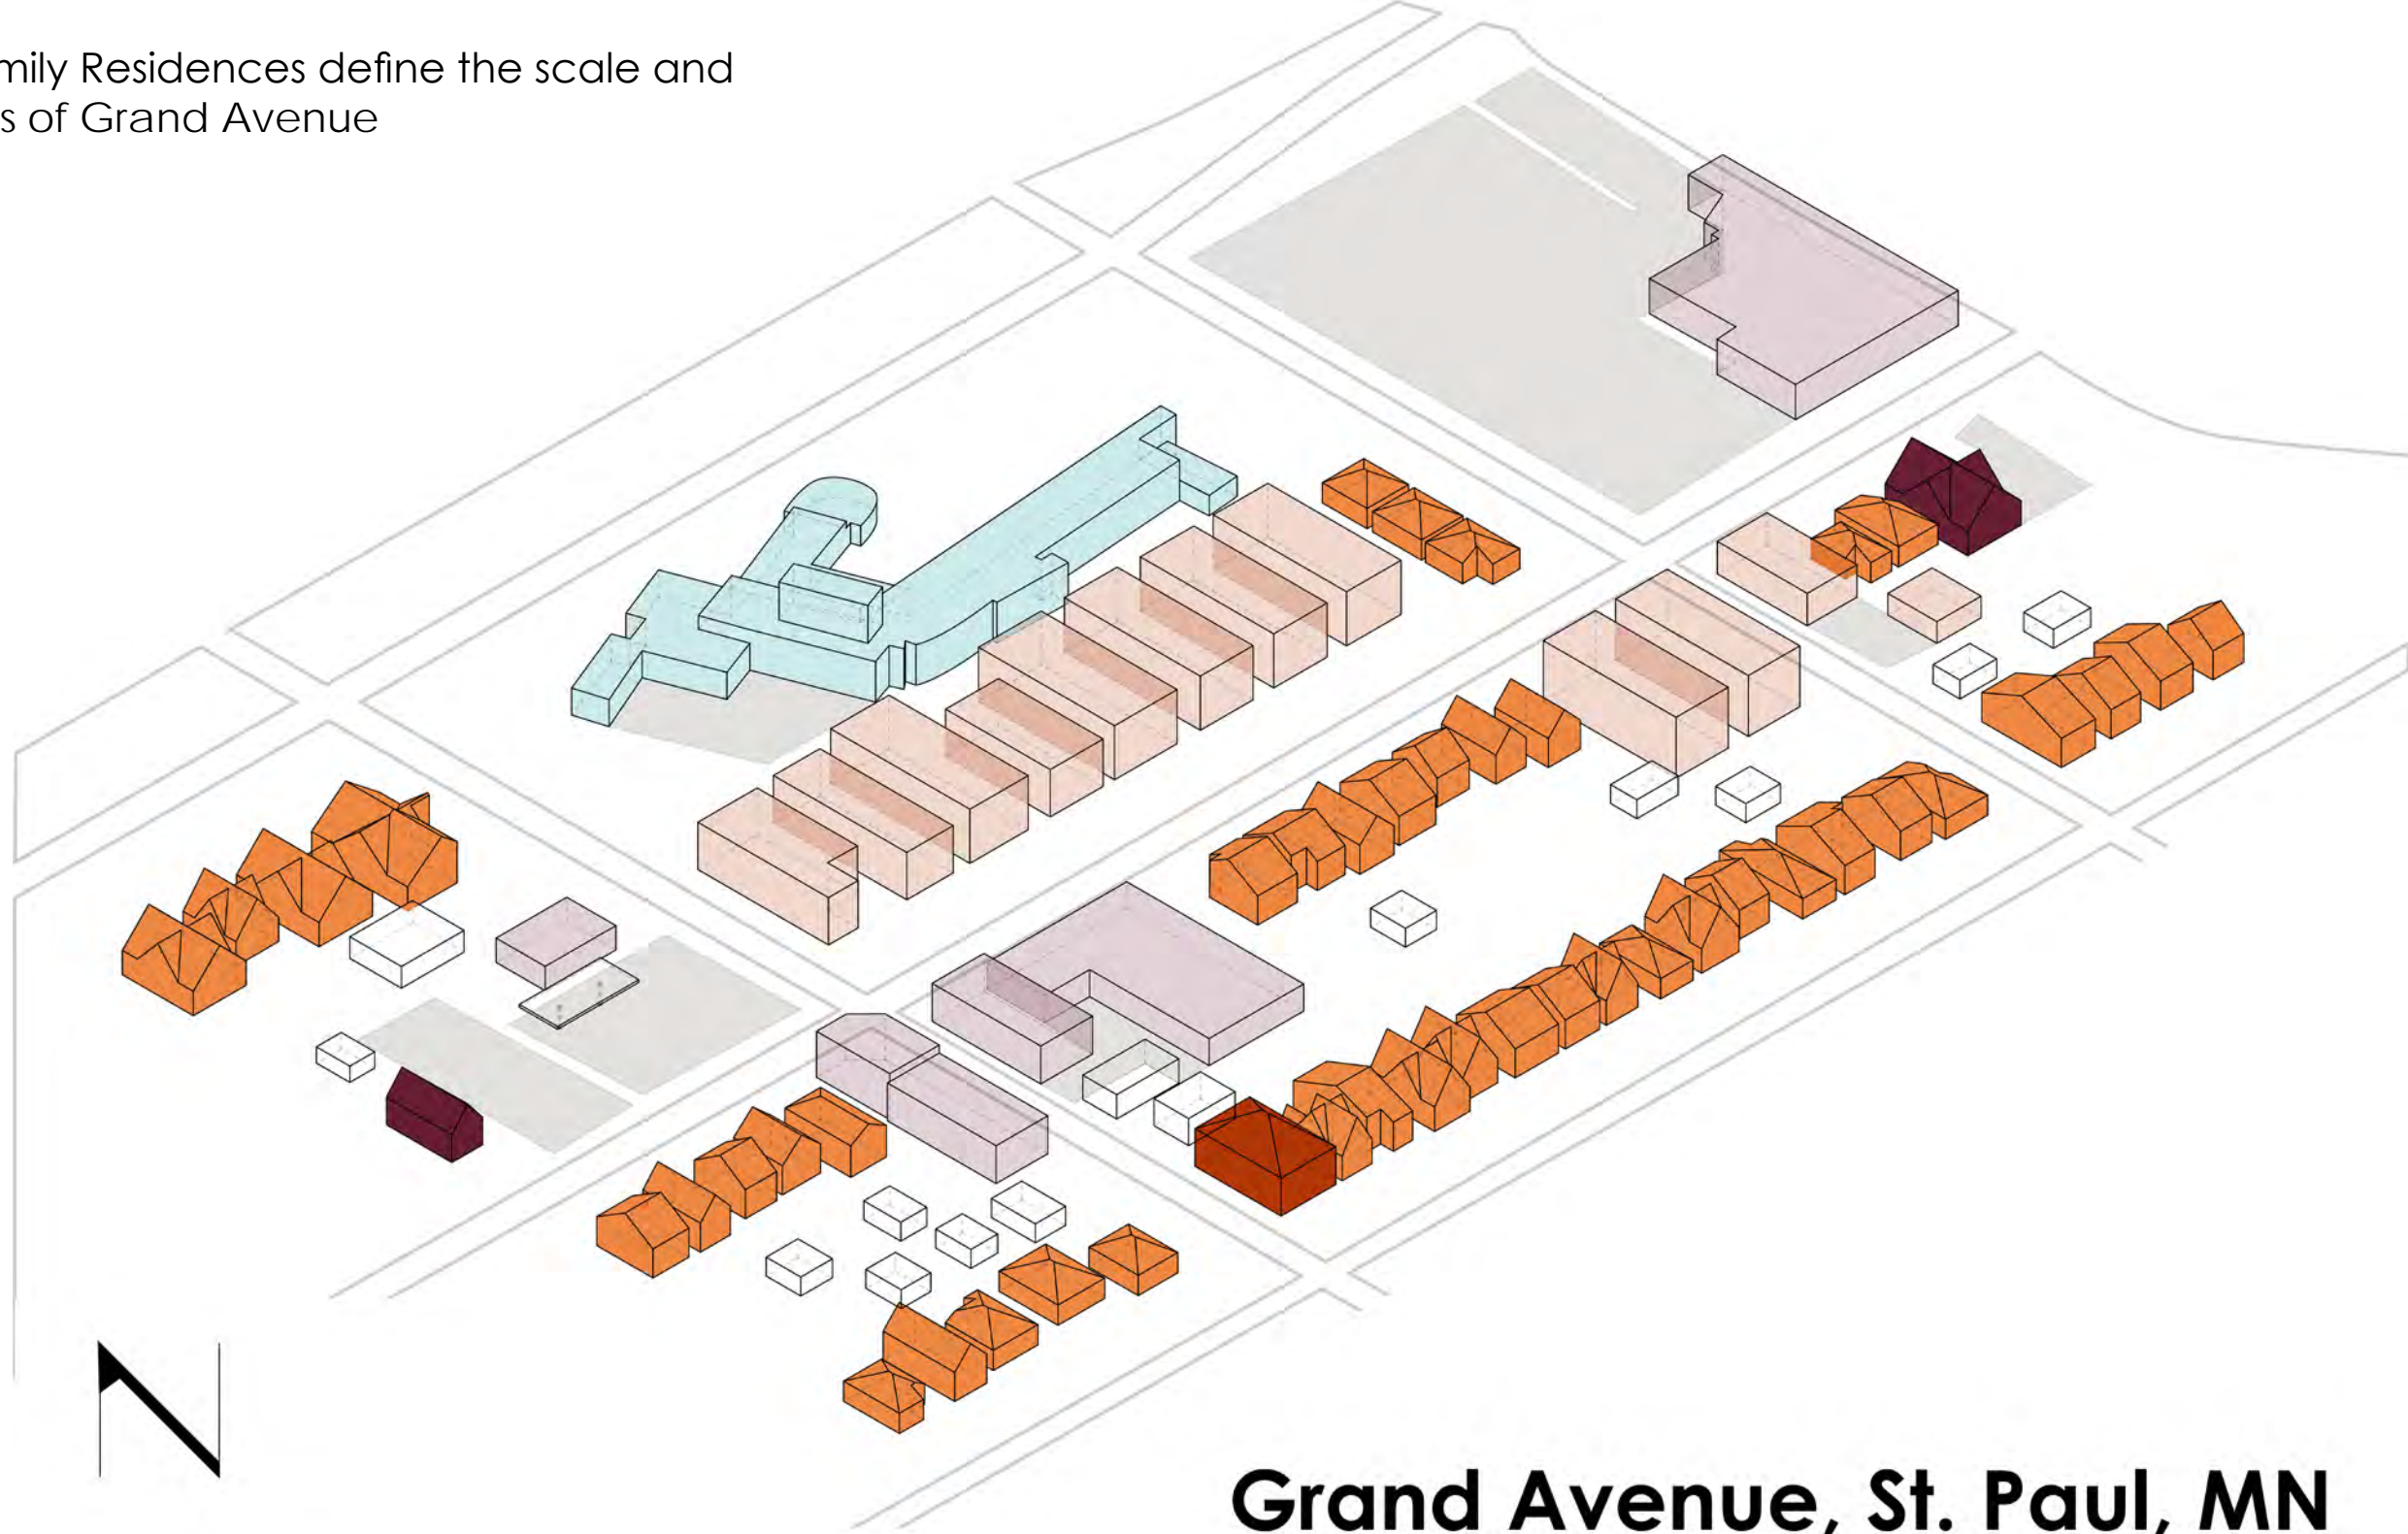 mily Residences define the scale and
s of Grand Avenue
N
Grand Avenue, St. Paul, MN